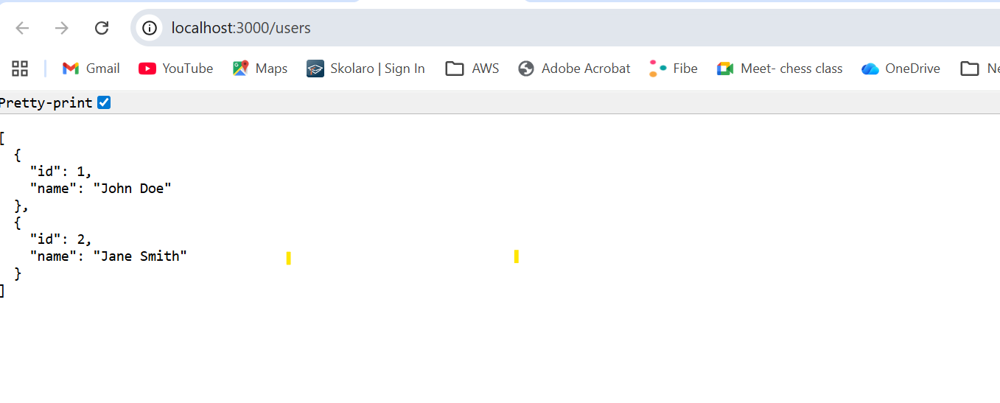 localhost:3000/users
Gmail YouTube Maps Skolaro | Sign In AWS Adobe Acrobat Fibe Meet- chess class OneDrive Ne
Pretty-print
[
  {
    "id": 1,
    "name": "John Doe"
  },
  {
    "id": 2,
    "name": "Jane Smith"
  }
]